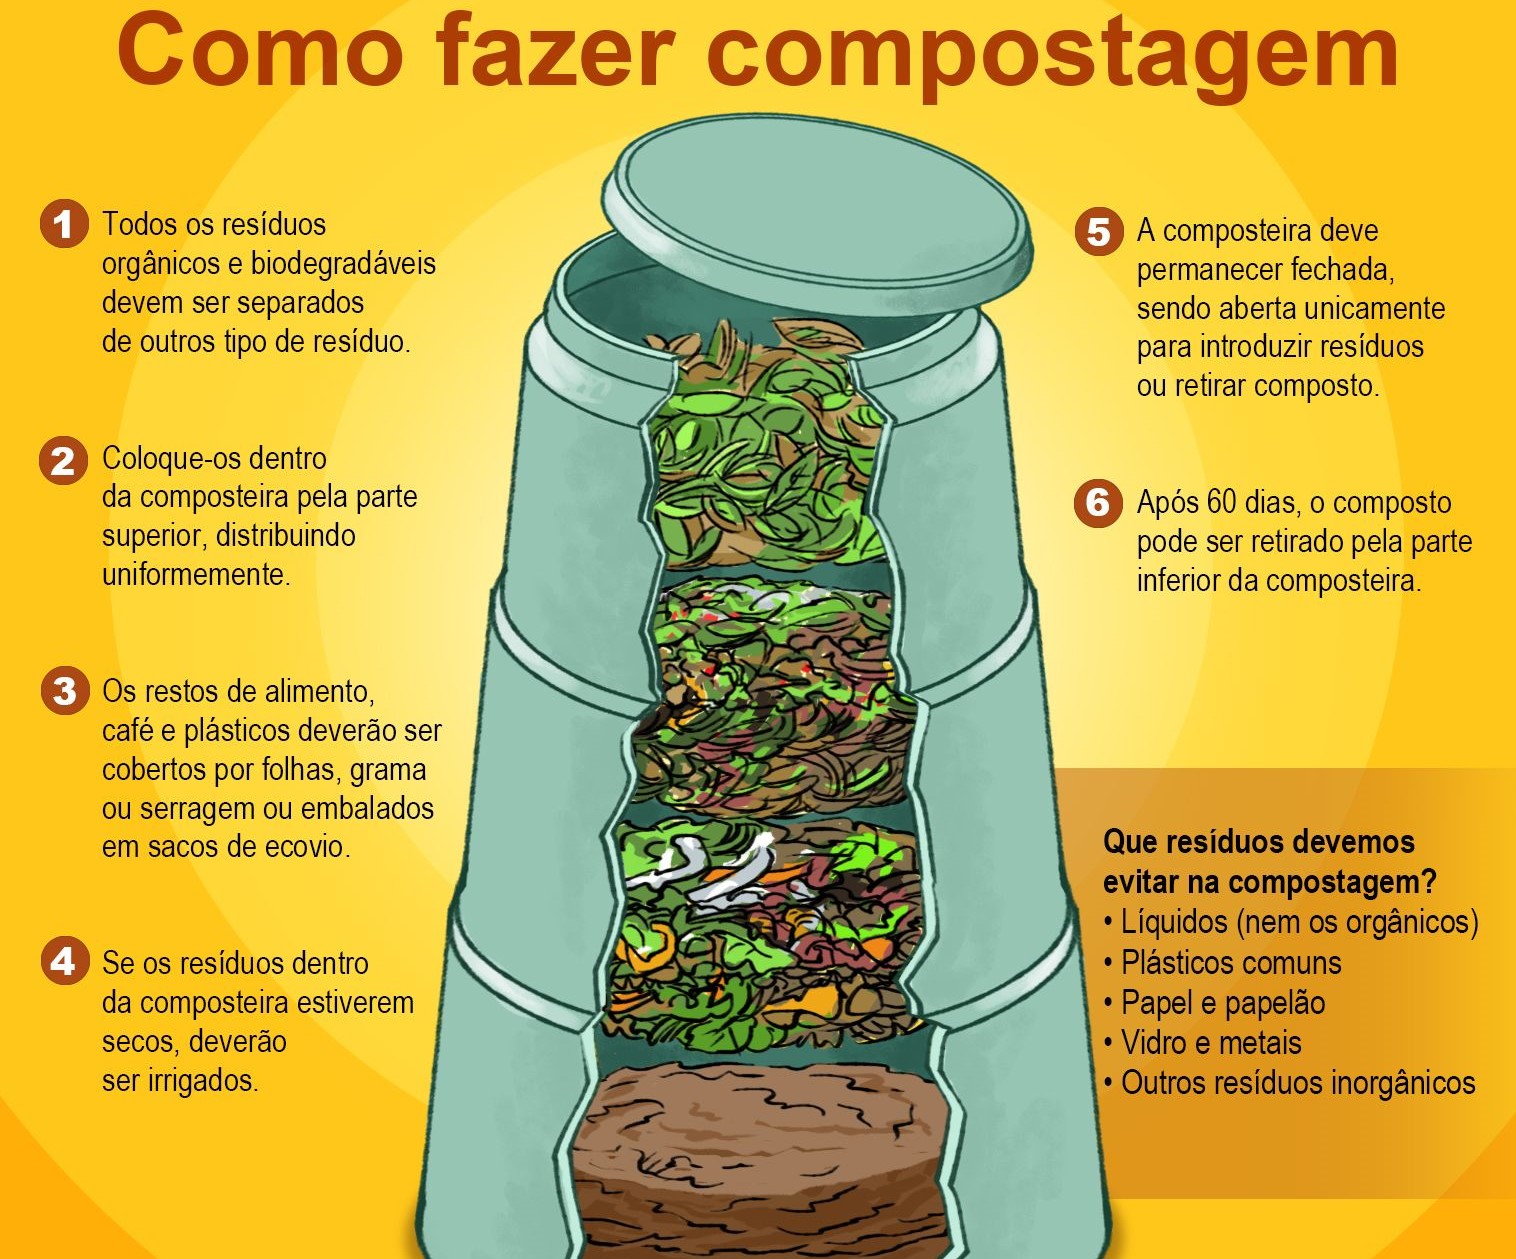 Como fazer compostagem
1 Todos os resíduos
orgânicos e biodegradáveis
devem ser separados
de outros tipo de resíduo.
2 Coloque-os dentro
da composteira pela parte
superior, distribuindo
uniformemente.
3 Os restos de alimento,
café e plásticos deverão ser
cobertos por folhas, grama
ou serragem ou embalados
em sacos de ecovio.
4 Se os resíduos dentro
da composteira estiverem
secos, deverão
ser irrigados.
5 A composteira deve
permanecer fechada,
sendo aberta unicamente
para introduzir resíduos
ou retirar composto.
6 Após 60 dias, o composto
pode ser retirado pela parte
inferior da composteira.
Que resíduos devemos
evitar na compostagem?
• Líquidos (nem os orgânicos)
• Plásticos comuns
• Papel e papelão
• Vidro e metais
• Outros resíduos inorgânicos